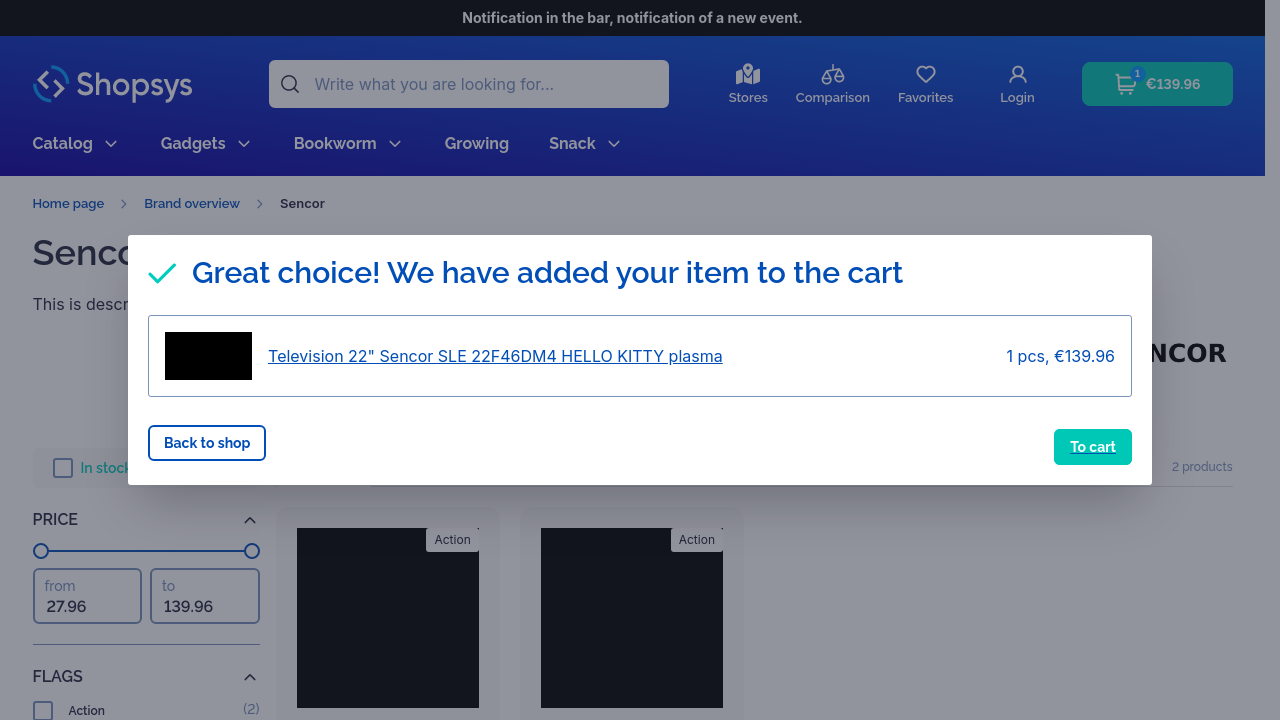 Notification in the bar, notification of a new event.
Shopsys
Write what you are looking for...
Stores
Comparison
Favorites
Login
1
€139.96
Catalog
Gadgets
Bookworm
Growing
Snack
Home page
Brand overview
Sencor
Senco
This is descr
NCOR
Great choice! We have added your item to the cart
Television 22" Sencor SLE 22F46DM4 HELLO KITTY plasma
1 pcs, €139.96
Back to shop
To cart
In stock
2 products
PRICE
from
27.96
to
139.96
FLAGS
Action
(2)
Action
Action